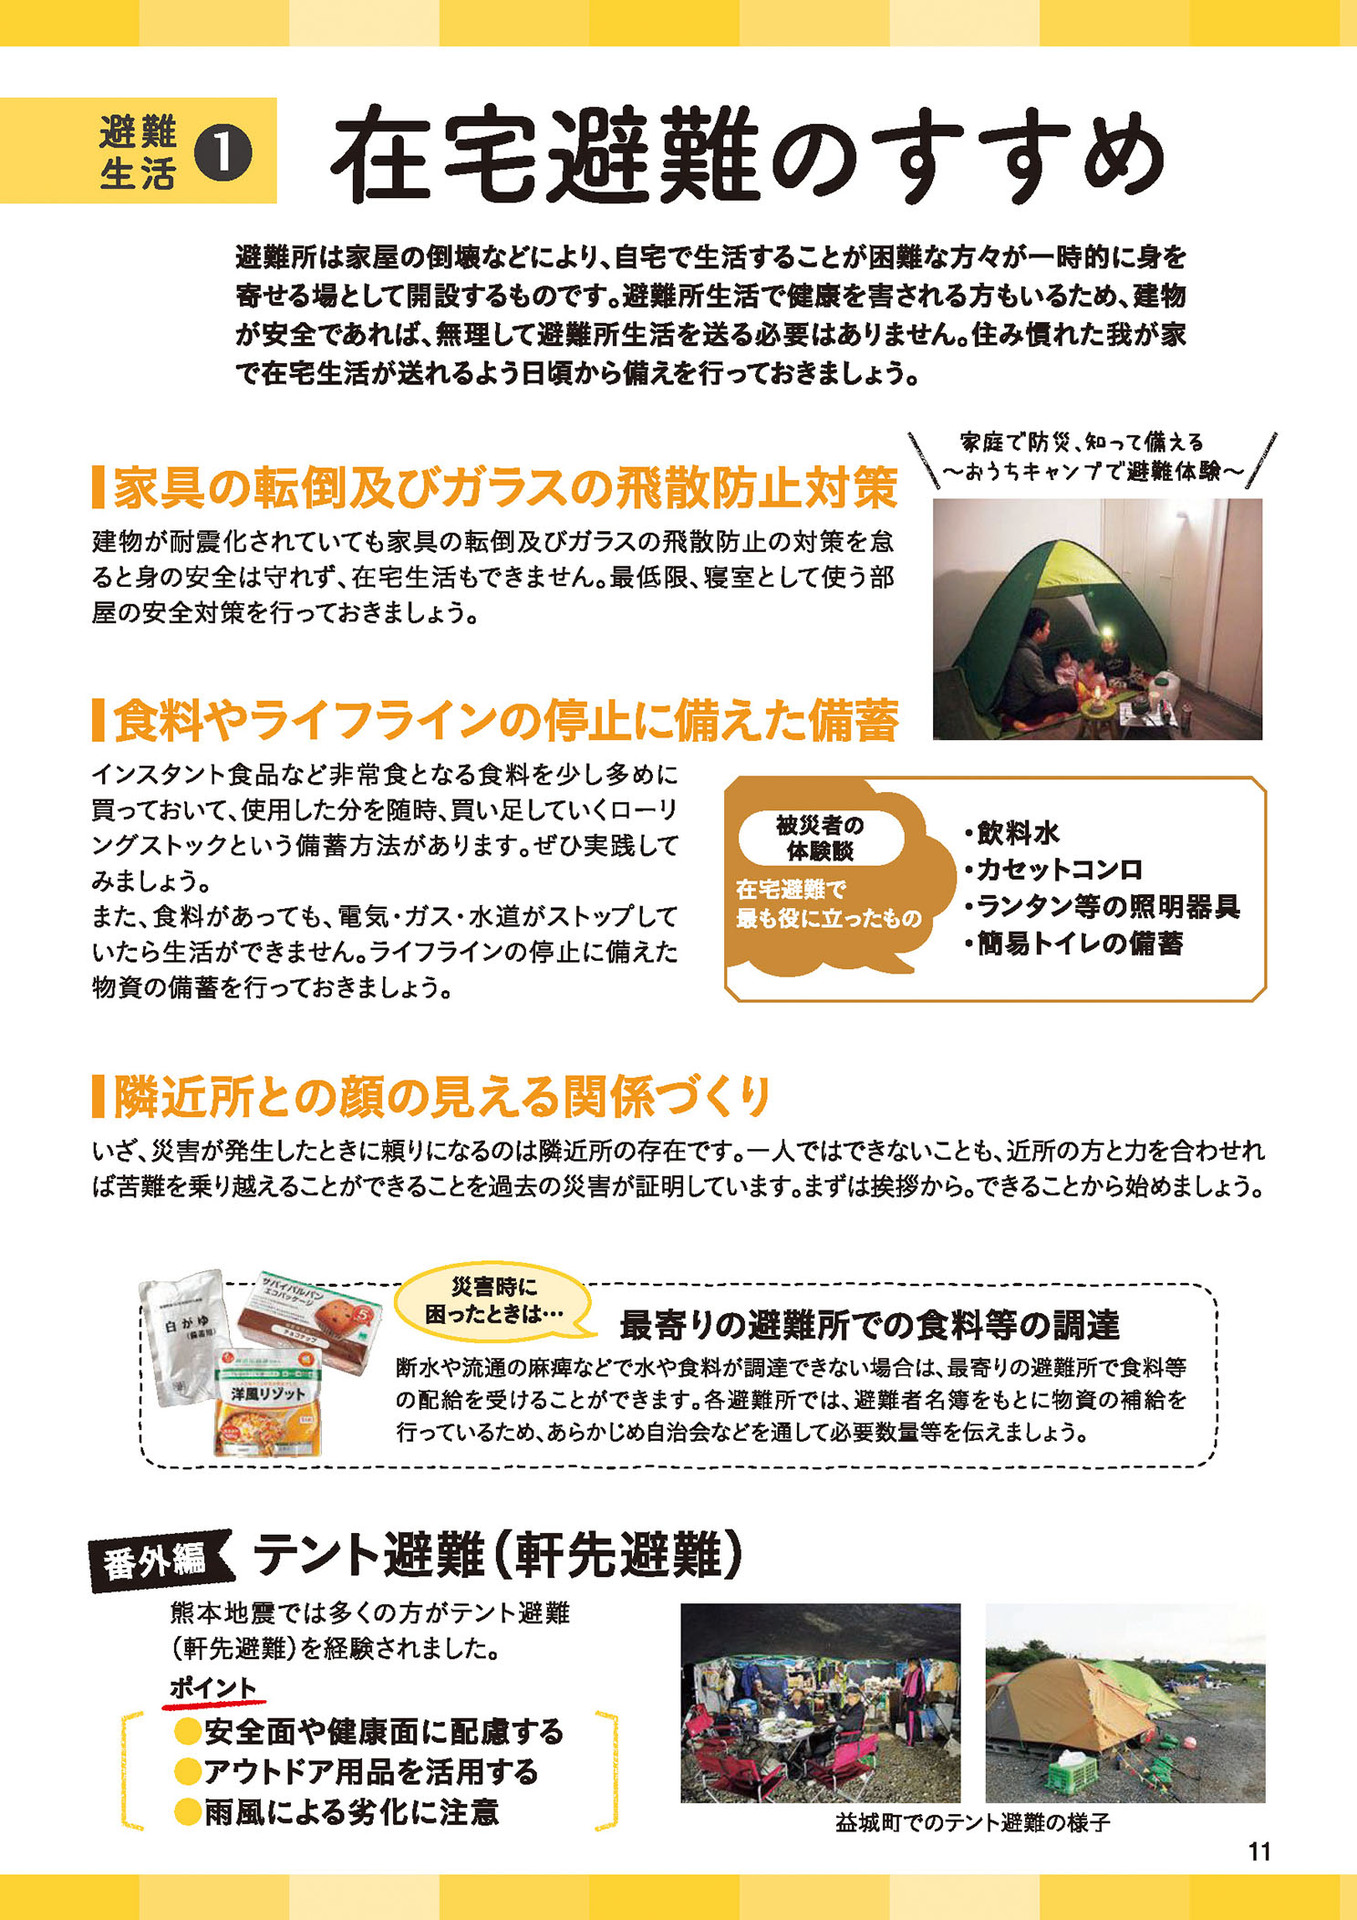 避難
生活
1
在宅避難のすすめ
避難所は家屋の倒壊などにより、自宅で生活することが困難な方々が一時的に身を
寄せる場として開設するものです。避難所生活で健康を害される方もいるため、建物
が安全であれば、無理して避難所生活を送る必要はありません。住み慣れた我が家
で在宅生活が送れるよう日頃から備えを行っておきましょう。
家具の転倒及びガラスの飛散防止対策
建物が耐震化されていても家具の転倒及びガラスの飛散防止の対策を怠
ると身の安全は守れず、在宅生活もできません。最低限、寝室として使う部
屋の安全対策を行っておきましょう。
家庭で防災、知って備える
〜おうちキャンプで避難体験〜
食料やライフラインの停止に備えた備蓄
インスタント食品など非常食となる食料を少し多めに
買っておいて、使用した分を随時、買い足していくローリ
ングストックという備蓄方法があります。ぜひ実践して
みましょう。
また、食料があっても、電気・ガス・水道がストップして
いたら生活ができません。ライフラインの停止に備えた
物資の備蓄を行っておきましょう。
被災者の
体験談
在宅避難で
最も役に立ったもの
・飲料水
・カセットコンロ
・ランタン等の照明器具
・簡易トイレの備蓄
隣近所との顔の見える関係づくり
いざ、災害が発生したときに頼りになるのは隣近所の存在です。一人ではできないことも、近所の方と力を合わせれ
ば苦難を乗り越えることができることを過去の災害が証明しています。まずは挨拶から。できることから始めましょう。
災害時に
困ったときは…
最寄りの避難所での食料等の調達
断水や流通の麻痺などで水や食料が調達できない場合は、最寄りの避難所で食料等
の配給を受けることができます。各避難所では、避難者名簿をもとに物資の補給を
行っているため、あらかじめ自治会などを通して必要数量等を伝えましょう。
白がゆ
(備蓄用)
サバイバルパン
エコパッケージ
チョコチップ
洋風リゾット
番外編
テント避難（軒先避難）
熊本地震では多くの方がテント避難
（軒先避難）を経験されました。
ポイント
●安全面や健康面に配慮する
●アウトドア用品を活用する
●雨風による劣化に注意
益城町でのテント避難の様子
11